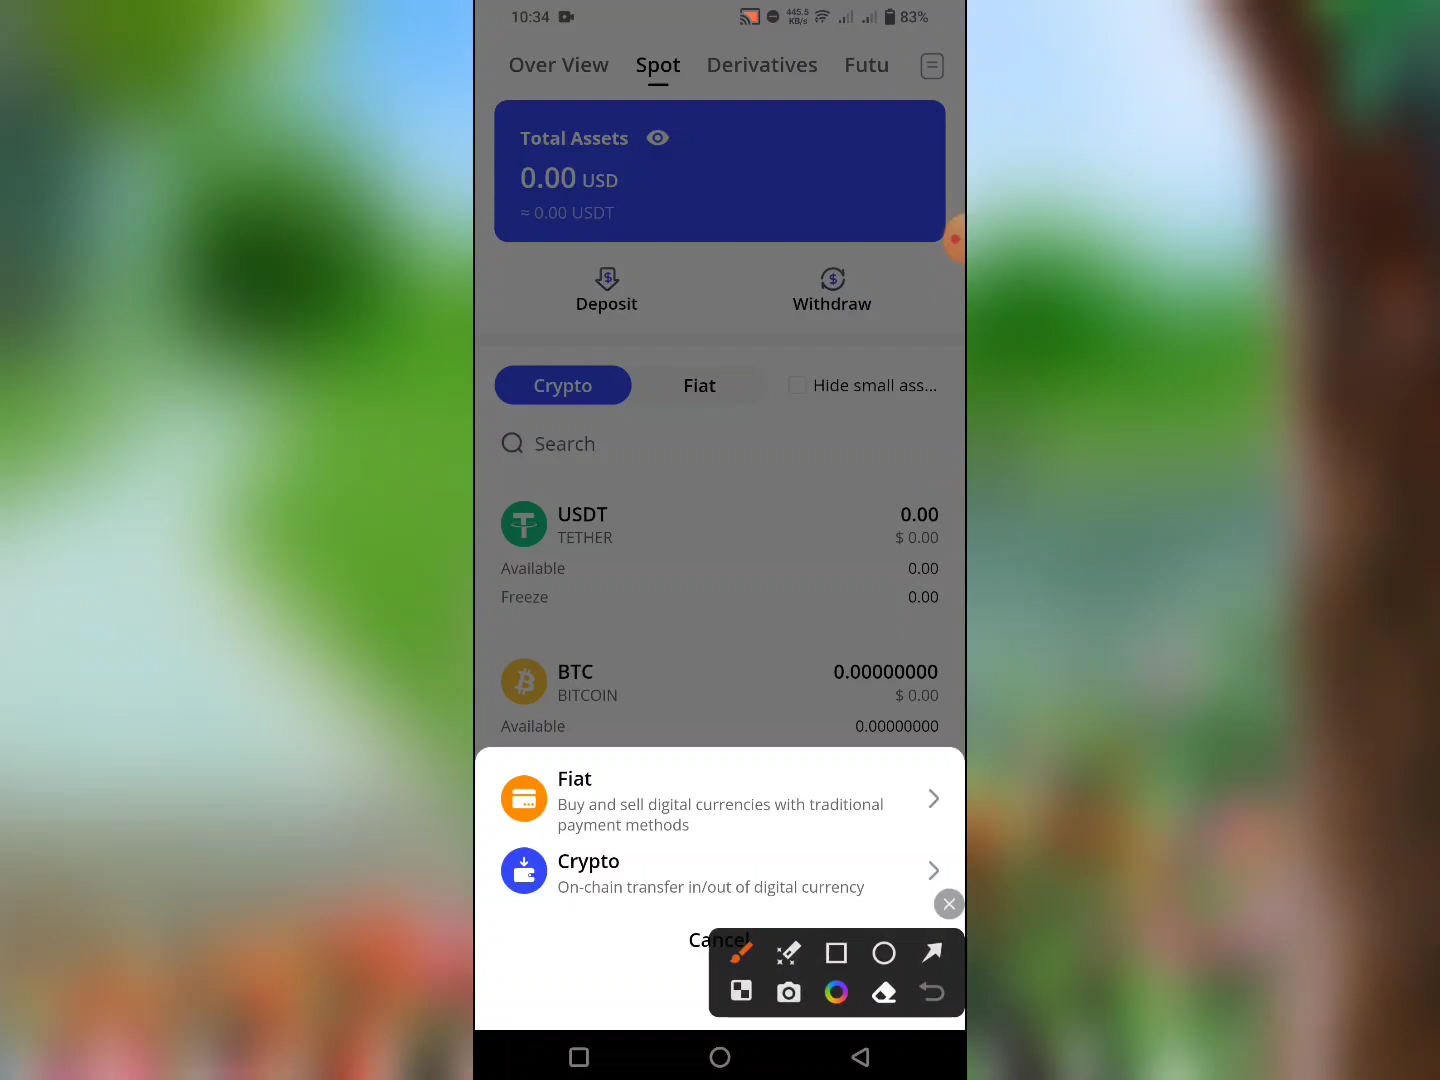 10:34 445.5 KB/s 83%
Over View Spot Derivatives Futu
Total Assets
0.00 USD
≈ 0.00 USDT
Deposit Withdraw
Crypto Fiat Hide small ass...
Search
USDT 0.00
TETHER $ 0.00
Available 0.00
Freeze 0.00
BTC 0.00000000
BITCOIN $ 0.00
Available 0.00000000
Fiat
Buy and sell digital currencies with traditional
payment methods
Crypto
On-chain transfer in/out of digital currency
Cancel